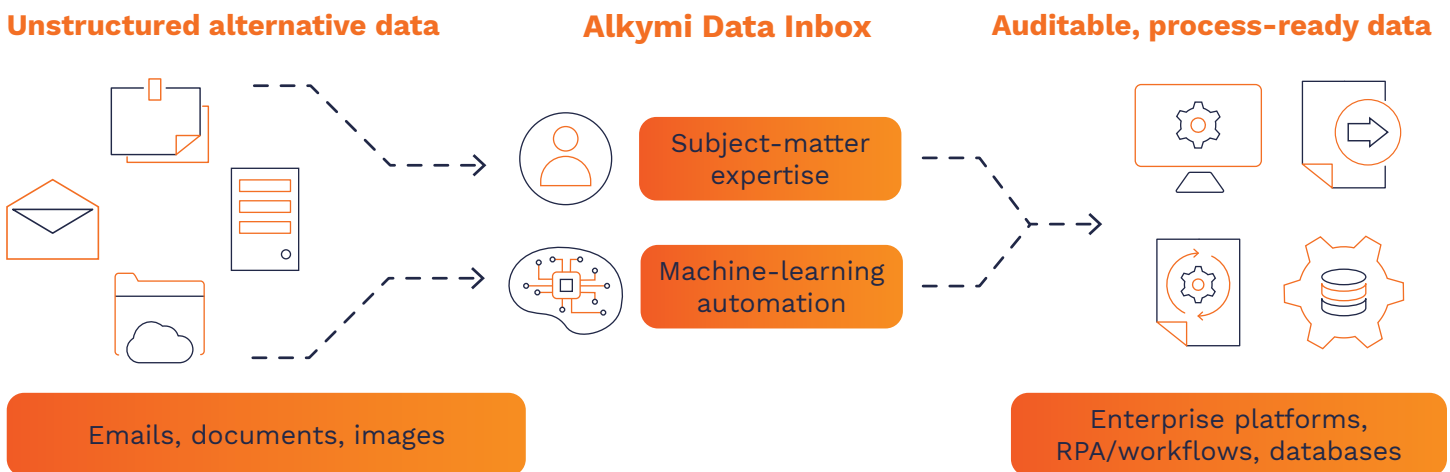 Unstructured alternative data
Alkymi Data Inbox
Auditable, process-ready data
Subject-matter
expertise
Machine-learning
automation
Emails, documents, images
Enterprise platforms,
RPA/workflows, databases